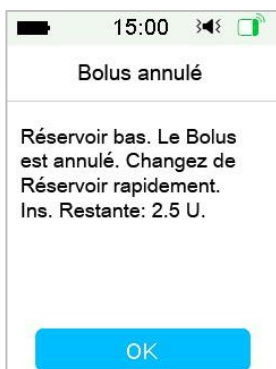 15:00
Bolus annulé
Réservoir bas. Le Bolus
est annulé. Changez de
Réservoir rapidement.
Ins. Restante: 2.5 U.
OK